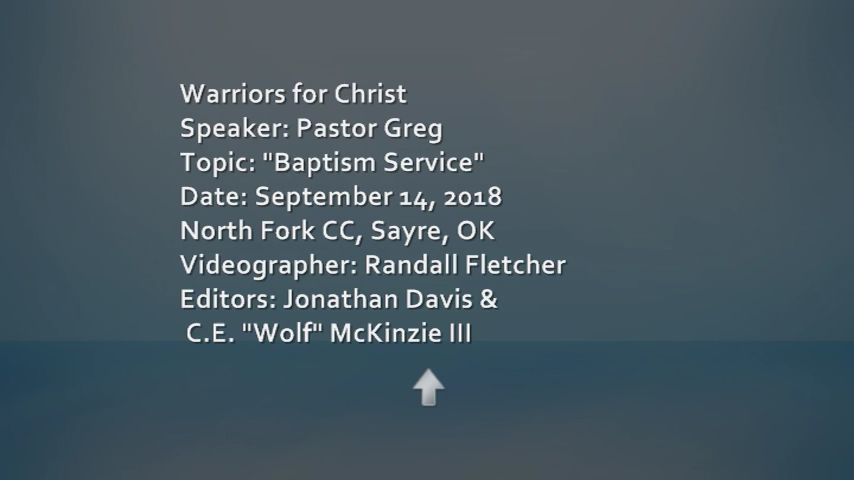 Warriors for Christ
Speaker: Pastor Greg
Topic: "Baptism Service"
Date: September 14, 2018
North Fork CC, Sayre, OK
Videographer: Randall Fletcher
Editors: Jonathan Davis &
C.E. "Wolf" McKinzie III